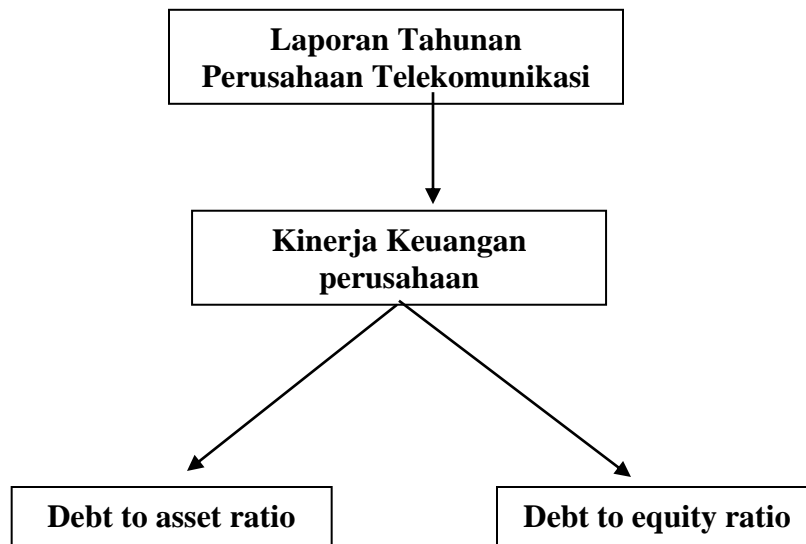 Laporan Tahunan
Perusahaan Telekomunikasi
Kinerja Keuangan
perusahaan
Debt to asset ratio
Debt to equity ratio